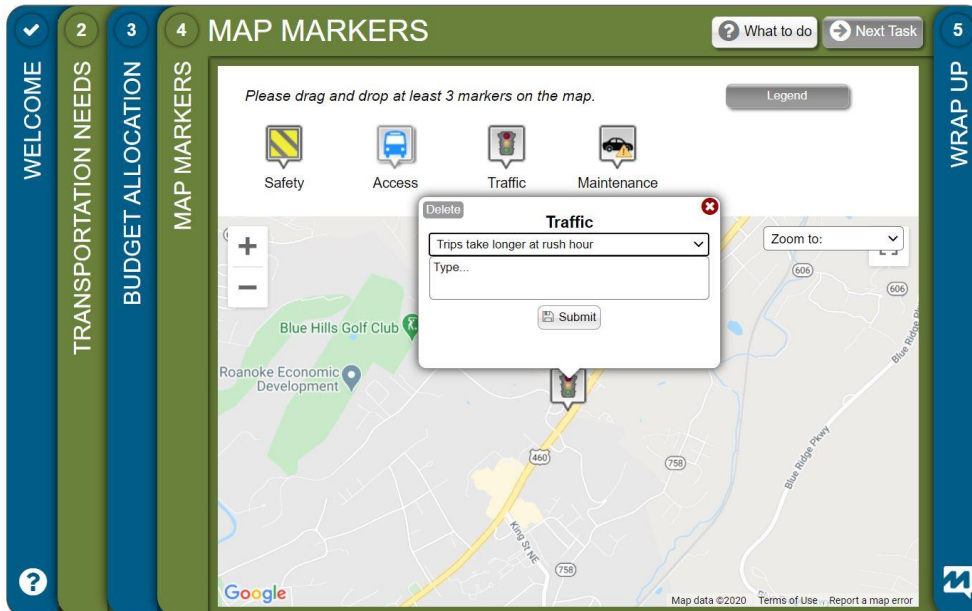 WELCOME
2
TRANSPORTATION NEEDS
3
BUDGET ALLOCATION
4
MAP MARKERS
MAP MARKERS
What to do
Next Task
5
WRAP UP
Please drag and drop at least 3 markers on the map.
Legend
Safety
Access
Traffic
Maintenance
Delete
Traffic
Trips take longer at rush hour
Type...
Submit
Zoom to:
+
−
606
606
Blue Hills Golf Club
Roanoke Economic
Development
Blue Ridge
Blue Ridge Pkwy
460
758
King St NE
758
Google
Map data ©2020
Terms of Use
Report a map error
?